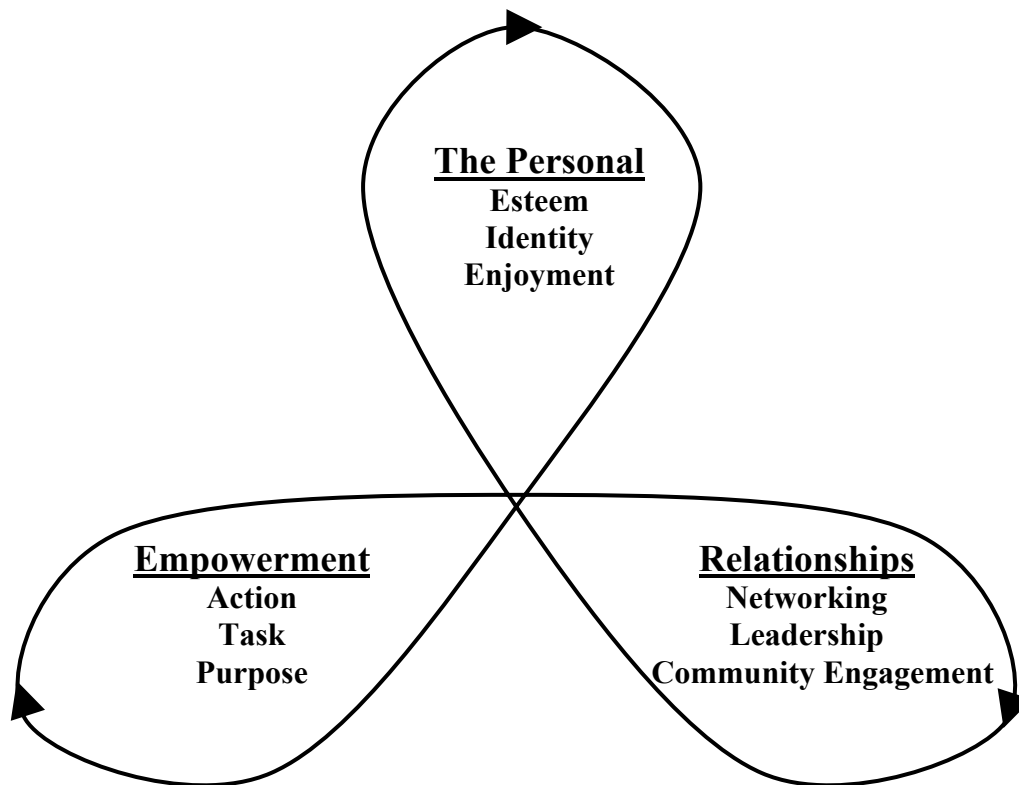 The Personal
Esteem
Identity
Enjoyment
Empowerment
Action
Task
Purpose
Relationships
Networking
Leadership
Community Engagement